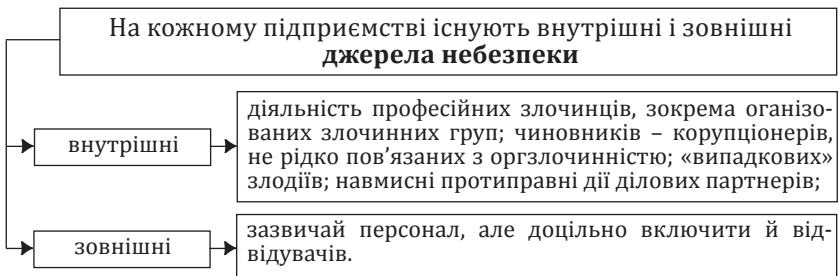 На кожному підприємстві існують внутрішні і зовнішні
джерела небезпеки
внутрішні
діяльність професійних злочинців, зокрема оганізо-
ваних злочинних груп; чиновників – корупціонерів,
не рідко пов’язаних з оргзлочинністю; «випадкових»
злодіїв; навмисні протиправні дії ділових партнерів;
зовнішні
зазвичай персонал, але доцільно включити й від-
відувачів.